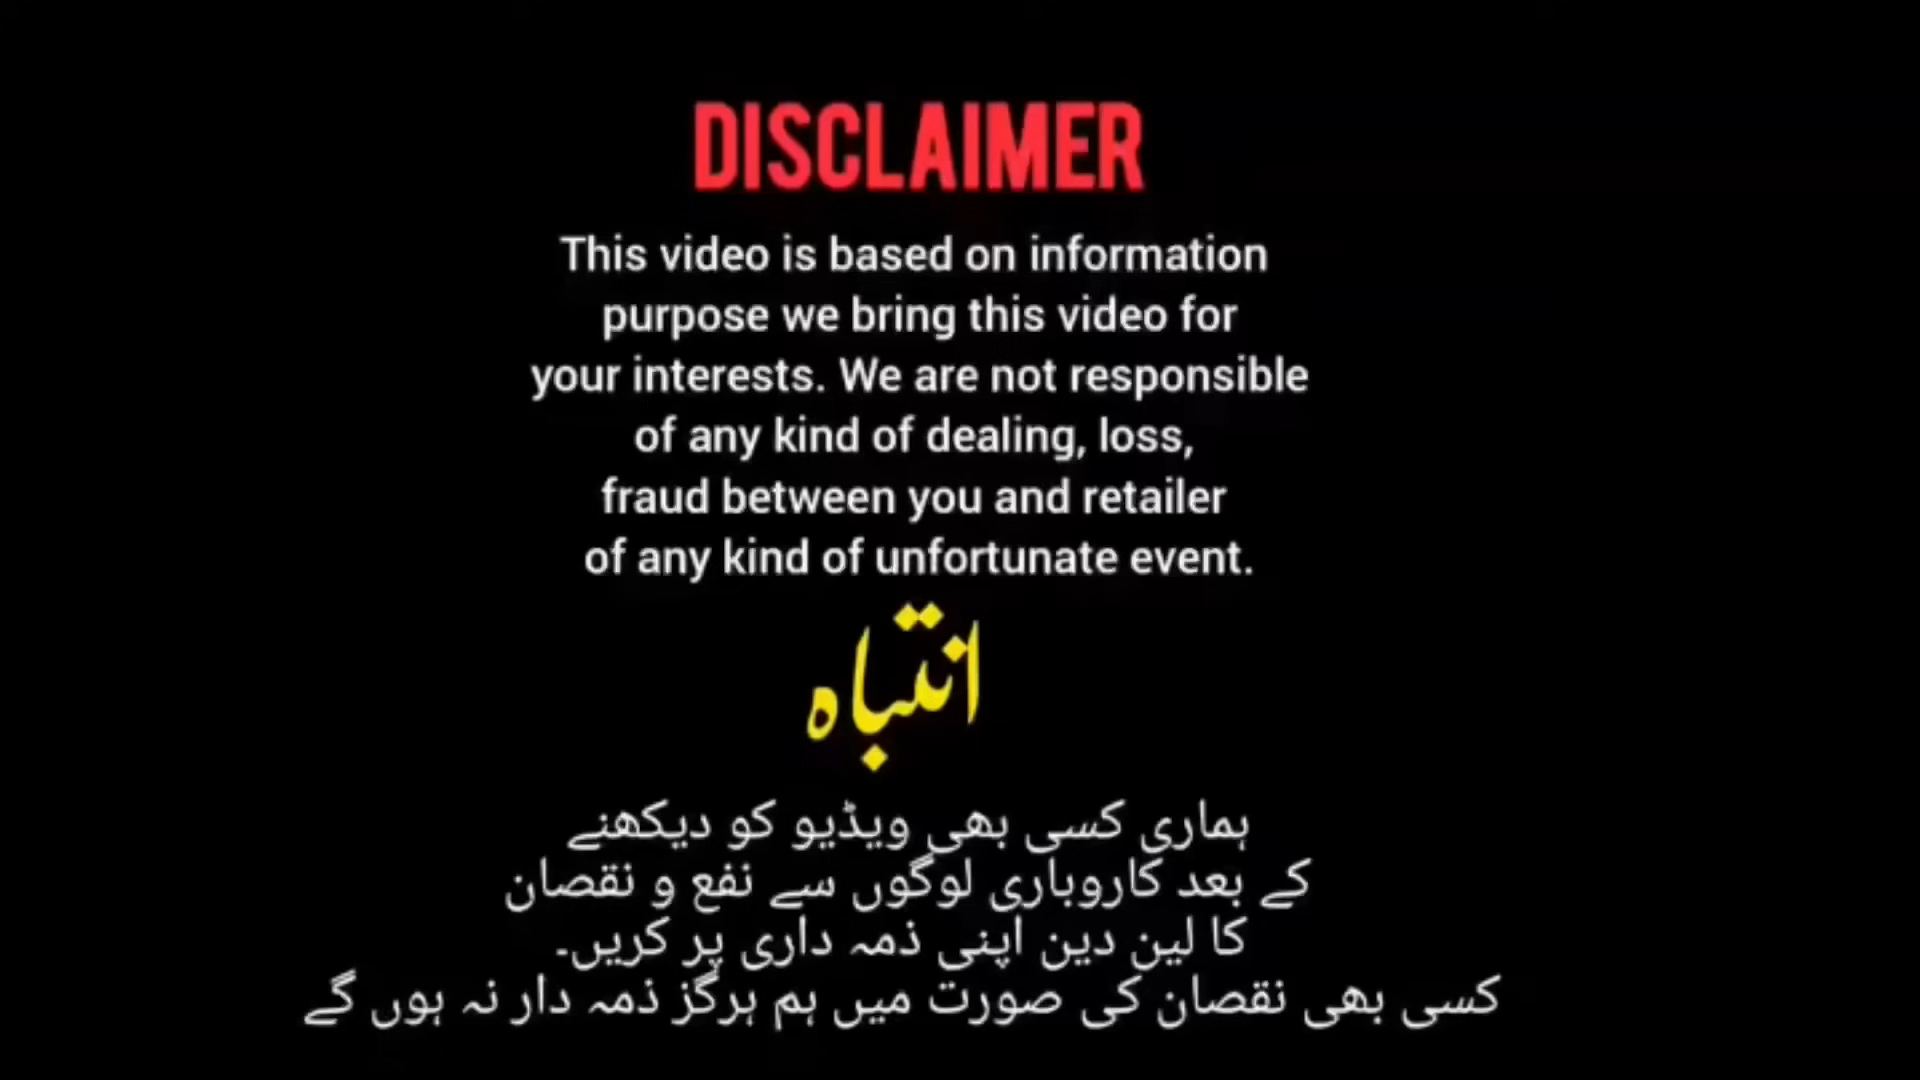 DISCLAIMER
This video is based on information
purpose we bring this video for
your interests. We are not responsible
of any kind of dealing, loss,
fraud between you and retailer
of any kind of unfortunate event.
انتباہ
ہماری کسی بھی ویڈیو کو دیکھنے
کے بعد کاروباری لوگوں سے نفع و نقصان
کا لین دین اپنی ذمہ داری پر کریں۔
کسی بھی نقصان کی صورت میں ہم ہرگز ذمہ دار نہ ہوں گے